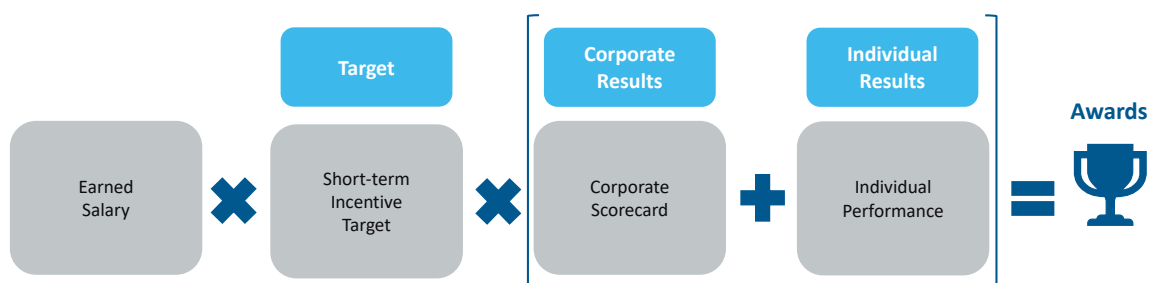 Target
Corporate
Results
Individual
Results
Awards
Earned
Salary
Short-term
Incentive
Target
Corporate
Scorecard
Individual
Performance